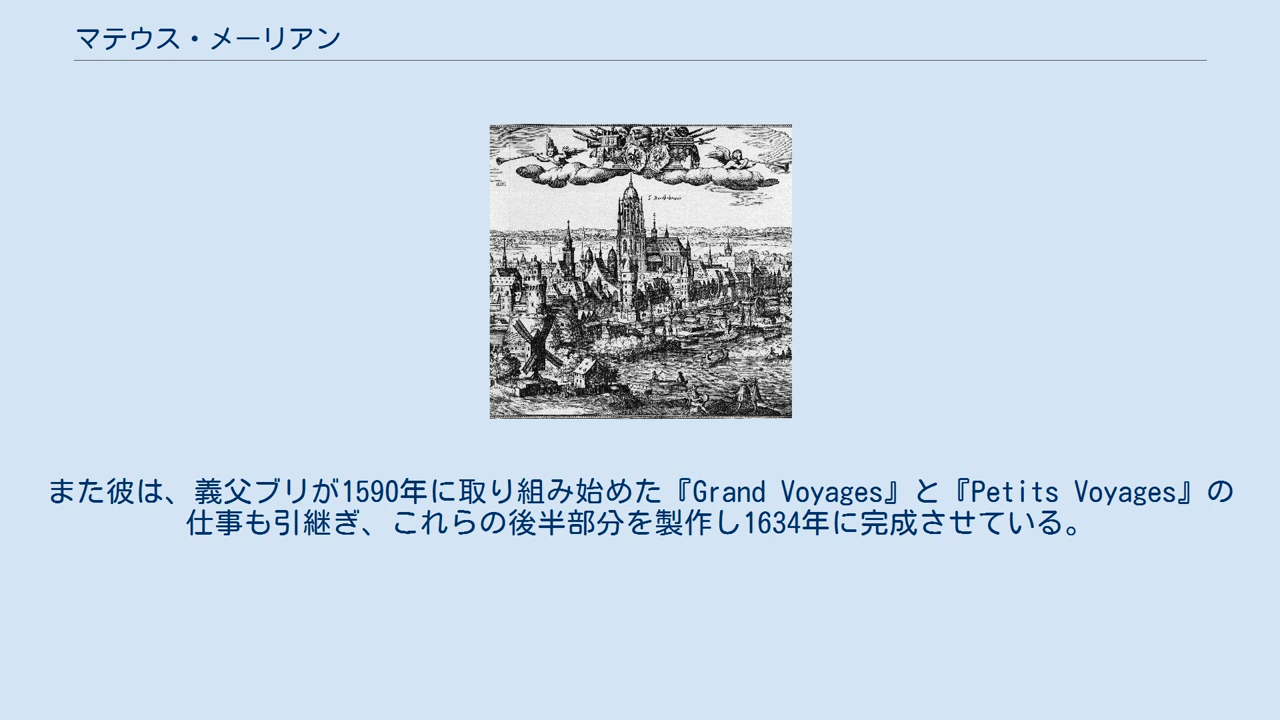 マテウス・メーリアン
また彼は、義父ブリが1590年に取り組み始めた『Grand Voyages』と『Petits Voyages』の
仕事も引継ぎ、これらの後半部分を製作し1634年に完成させている。